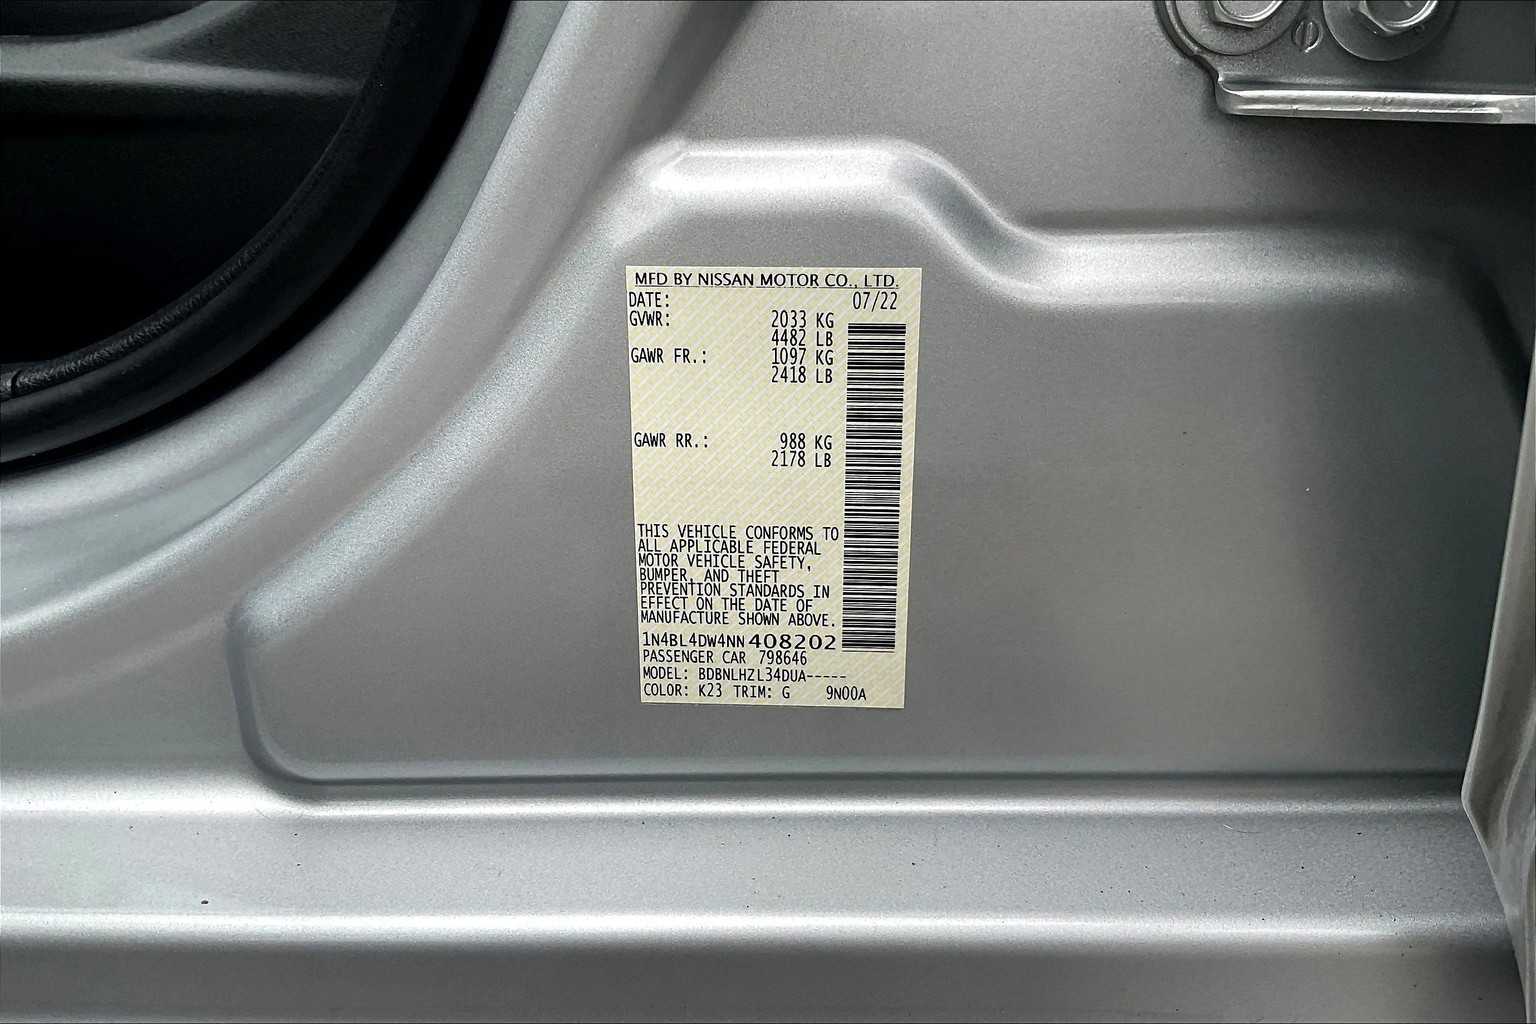 MFD BY NISSAN MOTOR CO., LTD.
DATE: 07/22
GVWR: 2033 KG
4482 LB
GAWR FR.: 1097 KG
2418 LB
GAWR RR.: 988 KG
2178 LB
THIS VEHICLE CONFORMS TO
ALL APPLICABLE FEDERAL
MOTOR VEHICLE SAFETY,
BUMPER, AND THEFT
PREVENTION STANDARDS IN
EFFECT ON THE DATE OF
MANUFACTURE SHOWN ABOVE.
1N4BL4DW4NN408202
PASSENGER CAR 798646
MODEL: BDBNLHZL34DUA-----
COLOR: K23 TRIM: G 9N00A